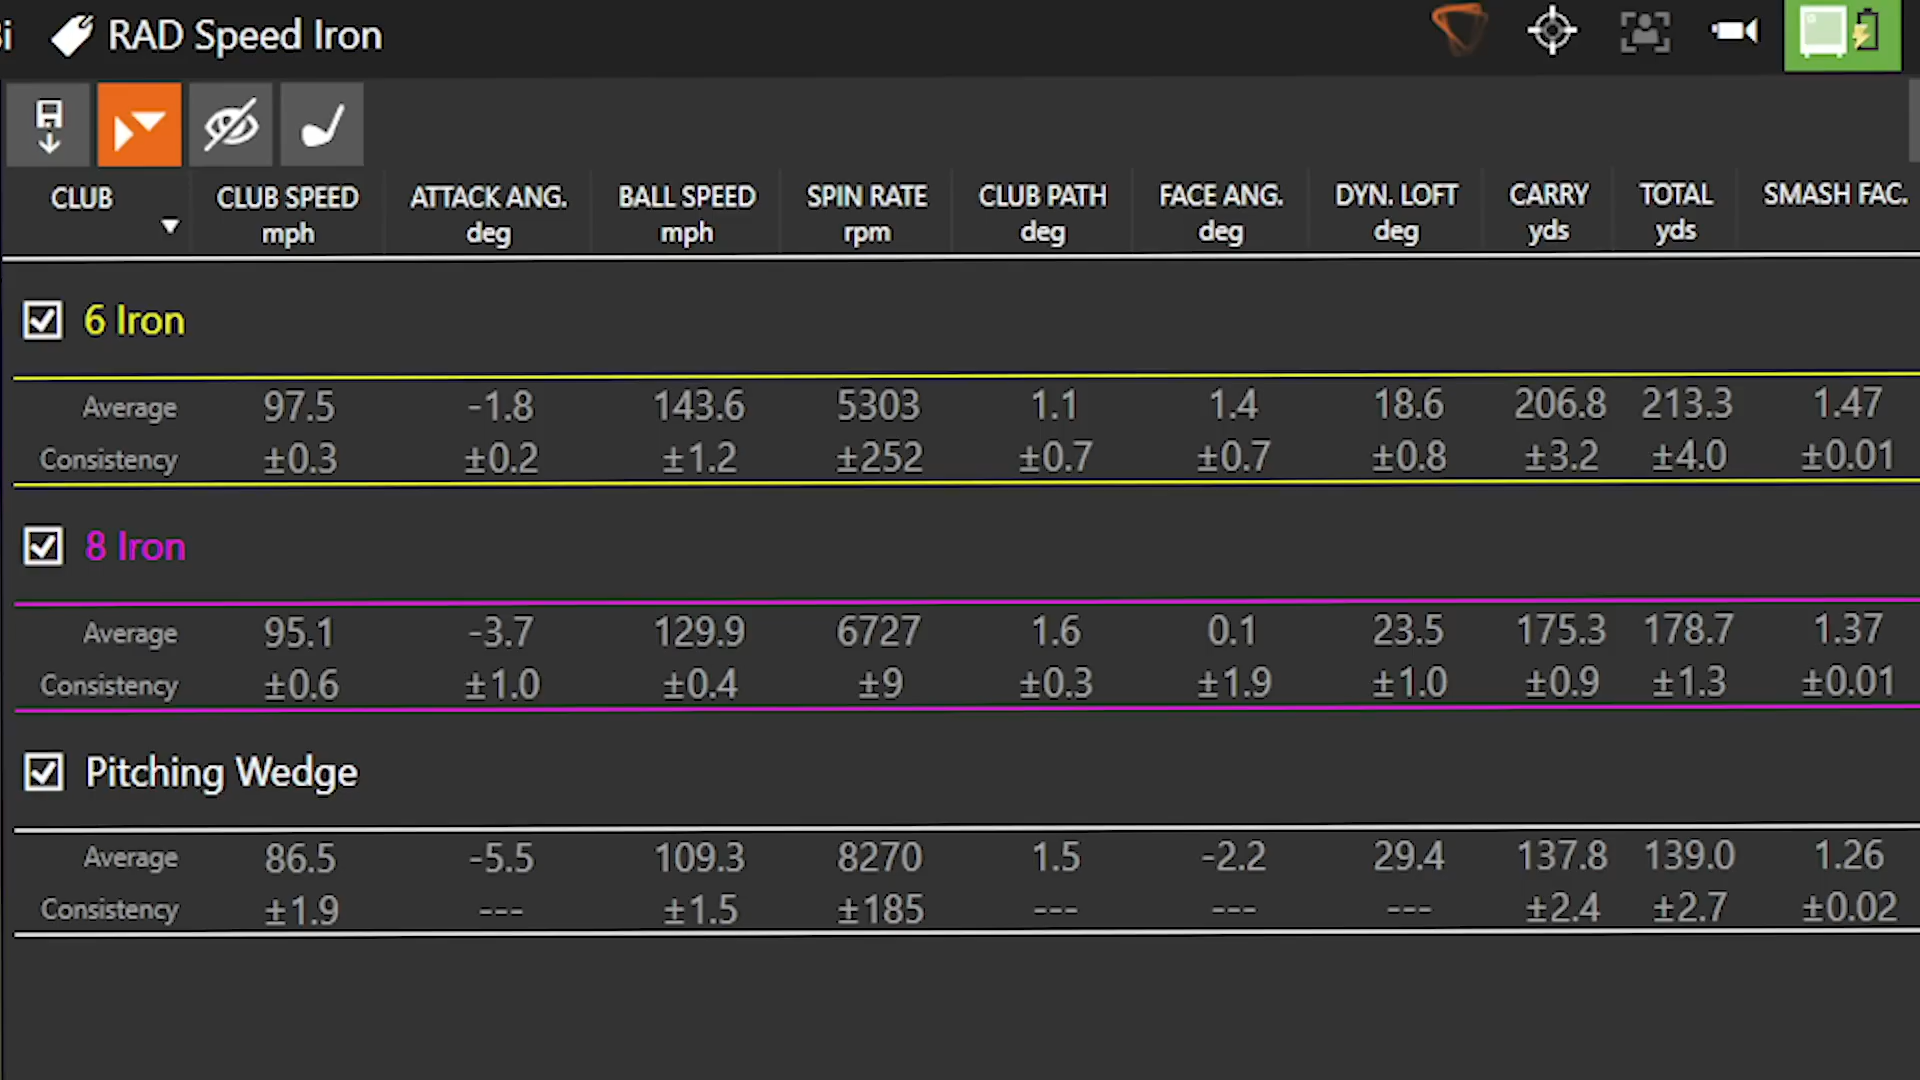 RAD Speed Iron
CLUB CLUB SPEED ATTACK ANG. BALL SPEED SPIN RATE CLUB PATH FACE ANG. DYN. LOFT CARRY TOTAL SMASH FAC.
mph deg mph rpm deg deg deg yds yds
6 Iron
Average 97.5 -1.8 143.6 5303 1.1 1.4 18.6 206.8 213.3 1.47
Consistency ±0.3 ±0.2 ±1.2 ±252 ±0.7 ±0.7 ±0.8 ±3.2 ±4.0 ±0.01
8 Iron
Average 95.1 -3.7 129.9 6727 1.6 0.1 23.5 175.3 178.7 1.37
Consistency ±0.6 ±1.0 ±0.4 ±9 ±0.3 ±1.9 ±1.0 ±0.9 ±1.3 ±0.01
Pitching Wedge
Average 86.5 -5.5 109.3 8270 1.5 -2.2 29.4 137.8 139.0 1.26
Consistency ±1.9 --- ±1.5 ±185 --- --- --- ±2.4 ±2.7 ±0.02